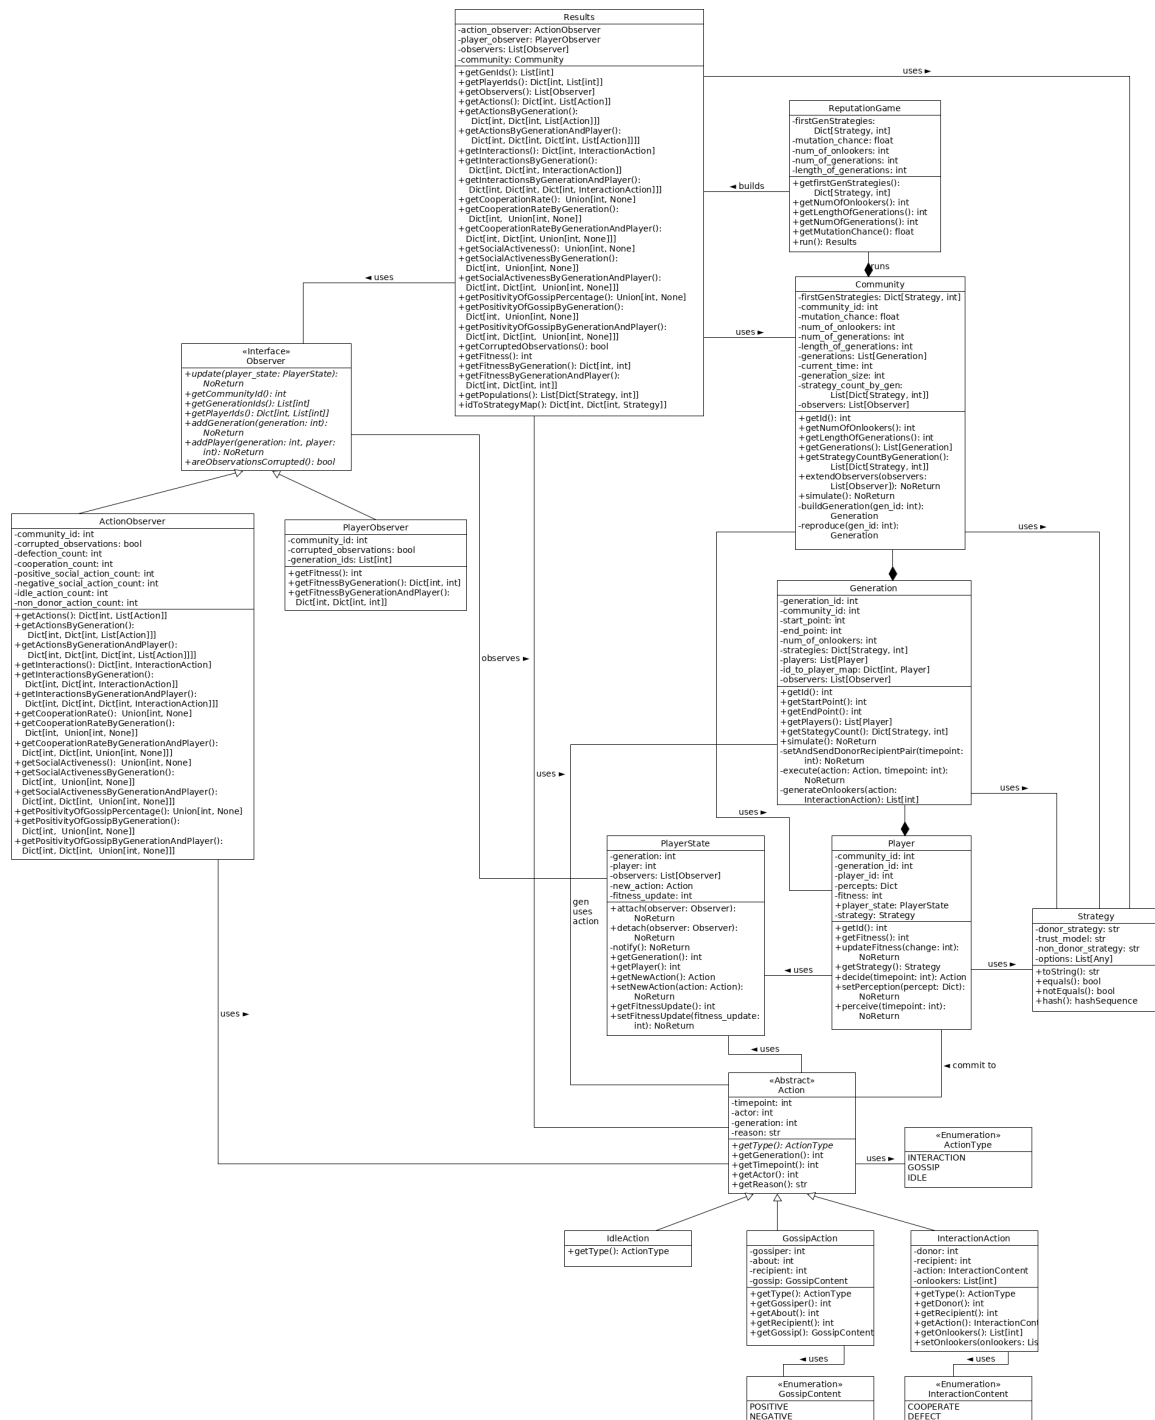 Results
-action_observer: ActionObserver
-player_observer: PlayerObserver
-observers: List[Observer]
-community: Community
+getGenIds(): List[int]
+getPlayerIds(): Dict[int, List[int]]
+getObservers(): List[Observer]
+getActions(): Dict[int, List[Action]]
+getActionsByGeneration():
Dict[int, Dict[int, List[Action]]]
+getActionsByGenerationAndPlayer():
Dict[int, Dict[int, Dict[int, List[Action]]]]
+getInteractions(): Dict[int, InteractionAction]
+getInteractionsByGeneration():
Dict[int, Dict[int, InteractionAction]]
+getInteractionsByGenerationAndPlayer():
Dict[int, Dict[int, Dict[int, InteractionAction]]]
+getCooperationRate():  Union[int, None]
+getCooperationRateByGeneration():
Dict[int,  Union[int, None]]
+getCooperationRateByGenerationAndPlayer():
Dict[int, Dict[int, Union[int, None]]]
+getSocialActiveness():  Union[int, None]
+getSocialActivenessByGeneration():
Dict[int,  Union[int, None]]
+getSocialActivenessByGenerationAndPlayer():
Dict[int, Dict[int,  Union[int, None]]]
+getPositivityOfGossipPercentage(): Union[int, None]
+getPositivityOfGossipByGeneration():
Dict[int,  Union[int, None]]
+getPositivityOfGossipByGenerationAndPlayer():
Dict[int, Dict[int,  Union[int, None]]]
+getCorruptedObservations(): bool
+getFitness(): int
+getFitnessByGeneration(): Dict[int, int]
+getFitnessByGenerationAndPlayer():
Dict[int, Dict[int, int]]
+getPopulations(): List[Dict[Strategy, int]]
+idToStrategyMap(): Dict[int, Dict[int, Strategy]]
uses ►
ReputationGame
-firstGenStrategies:
Dict[Strategy, int]
-mutation_chance: float
-num_of_onlookers: int
-num_of_generations: int
-length_of_generations: int
+getfirstGenStrategies():
Dict[Strategy, int]
+getNumOfOnlookers(): int
+getLengthOfGenerations(): int
+getNumOfGenerations(): int
+getMutationChance(): float
+run(): Results
◄ builds
runs
◄ uses
uses ►
Community
-firstGenStrategies: Dict[Strategy, int]
-community_id: int
-mutation_chance: float
-num_of_onlookers: int
-num_of_generations: int
-length_of_generations: int
-generations: List[Generation]
-current_time: int
-generation_size: int
-strategy_count_by_gen:
List[Dict[Strategy, int]]
-observers: List[Observer]
+getId(): int
+getNumOfOnlookers(): int
+getLengthOfGenerations(): int
+getGenerations(): List[Generation]
+getStrategyCountByGeneration():
List[Dict[Strategy, int]]
+extendObservers(observers:
List[Observer]): NoReturn
+simulate(): NoReturn
-buildGeneration(gen_id: int):
Generation
-reproduce(gen_id: int):
Generation
«Interface»
Observer
+update(player_state: PlayerState):
NoReturn
+getCommunityId(): int
+getGenerationIds(): List[int]
+getPlayerIds(): Dict[int, List[int]]
+addGeneration(generation: int):
NoReturn
+addPlayer(generation: int, player:
int): NoReturn
+areObservationsCorrupted(): bool
ActionObserver
-community_id: int
-corrupted_observations: bool
-defection_count: int
-cooperation_count: int
-positive_social_action_count: int
-negative_social_action_count: int
-idle_action_count: int
-non_donor_action_count: int
+getActions(): Dict[int, List[Action]]
+getActionsByGeneration():
Dict[int, Dict[int, List[Action]]]
+getActionsByGenerationAndPlayer():
Dict[int, Dict[int, Dict[int, List[Action]]]]
+getInteractions(): Dict[int, InteractionAction]
+getInteractionsByGeneration():
Dict[int, Dict[int, InteractionAction]]
+getInteractionsByGenerationAndPlayer():
Dict[int, Dict[int, Dict[int, InteractionAction]]]
+getCooperationRate():  Union[int, None]
+getCooperationRateByGeneration():
Dict[int,  Union[int, None]]
+getCooperationRateByGenerationAndPlayer():
Dict[int, Dict[int, Union[int, None]]]
+getSocialActiveness(): Union[int, None]
+getSocialActivenessByGeneration():
Dict[int,  Union[int, None]]
+getSocialActivenessByGenerationAndPlayer():
Dict[int, Dict[int,  Union[int, None]]]
+getPositivityOfGossipPercentage(): Union[int, None]
+getPositivityOfGossipByGeneration():
Dict[int,  Union[int, None]]
+getPositivityOfGossipByGenerationAndPlayer():
Dict[int, Dict[int,  Union[int, None]]]
PlayerObserver
-community_id: int
-corrupted_observations: bool
-generation_ids: List[int]
+getFitness(): int
+getFitnessByGeneration(): Dict[int, int]
+getFitnessByGenerationAndPlayer():
Dict[int, Dict[int, int]]
observes ►
uses ►
uses ►
Generation
-generation_id: int
-community_id: int
-start_point: int
-end_point: int
-num_of_onlookers: int
-strategies: Dict[Strategy, int]
-players: List[Player]
-id_to_player_map: Dict[int, Player]
-observers: List[Observer]
+getId(): int
+getStartPoint(): int
+getEndPoint(): int
+getPlayers(): List[Player]
+getStategyCount(): Dict[Strategy, int]
+simulate(): NoReturn
-setAndSendDonorRecipientPair(timepoint:
int): NoReturn
-execute(action: Action, timepoint: int):
NoReturn
-generateOnlookers(action:
InteractionAction): List[int]
uses ►
uses ►
PlayerState
-generation: int
-player: int
-observers: List[Observer]
-new_action: Action
-fitness_update: int
+attach(observer: Observer):
NoReturn
+detach(observer: Observer):
NoReturn
-notify(): NoReturn
+getGeneration(): int
+getPlayer(): int
+getNewAction(): Action
+setNewAction(action: Action):
NoReturn
+getFitnessUpdate(): int
+setFitnessUpdate(fitness_update:
int): NoReturn
gen
uses
action
Player
-community_id: int
-generation_id: int
-player_id: int
-percepts: Dict
-fitness: int
+player_state: PlayerState
-strategy: Strategy
+getId(): int
+getFitness(): int
+updateFitness(change: int):
NoReturn
+getStrategy(): Strategy
+decide(timepoint: int): Action
+setPerception(percept: Dict):
NoReturn
+perceive(timepoint: int):
NoReturn
◄ uses
uses ►
Strategy
-donor_strategy: str
-trust_model: str
-non_donor_strategy: str
-options: List[Any]
+toString(): str
+equals(): bool
+notEquals(): bool
+hash(): hashSequence
uses ►
◄ uses
◄ commit to
«Abstract»
Action
-timepoint: int
-actor: int
-generation: int
-reason: str
+getType(): ActionType
+getGeneration(): int
+getTimepoint(): int
+getActor(): int
+getReason(): str
uses ►
«Enumeration»
ActionType
INTERACTION
GOSSIP
IDLE
IdleAction
+getType(): ActionType
GossipAction
-gossiper: int
-about: int
-recipient: int
-gossip: GossipContent
+getType(): ActionType
+getGossiper(): int
+getAbout(): int
+getRecipient(): int
+getGossip(): GossipContent
InteractionAction
-donor: int
-recipient: int
-action: InteractionContent
-onlookers: List[int]
+getType(): ActionType
+getDonor(): int
+getRecipient(): int
+getAction(): InteractionCont
+getOnlookers(): List[int]
+setOnlookers(onlookers: Lis
◄ uses
◄ uses
«Enumeration»
GossipContent
POSITIVE
NEGATIVE
«Enumeration»
InteractionContent
COOPERATE
DEFECT